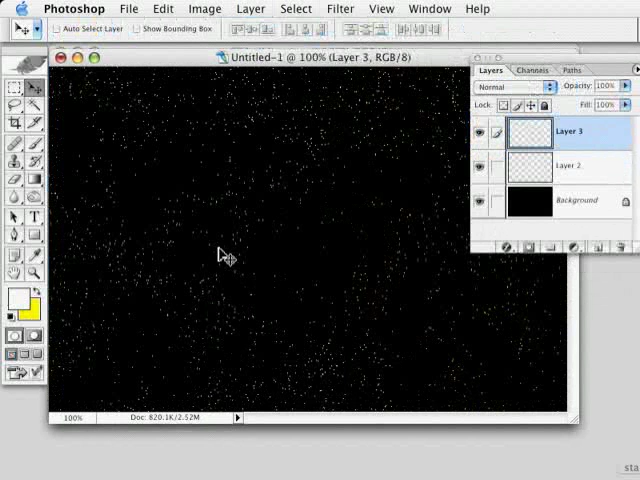 Photoshop File Edit Image Layer Select Filter View Window Help
Auto Select Layer Show Bounding Box
Untitled-1 @ 100% (Layer 3, RGB/8)
Layers Channels Paths
Normal Opacity: 100%
Lock: Fill: 100%
Layer 3
Layer 2
Background
T
100% Doc: 820.1K/2.52M
sta